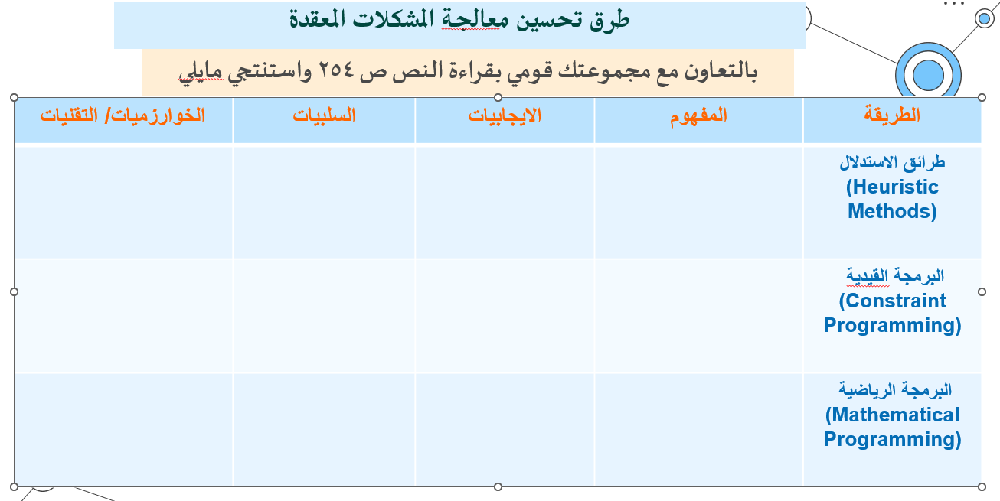 طرق تحسين معالجة المشكلات المعقدة
بالتعاون مع مجموعتك قومي بقراءة النص ص ٢٥٤ واستنتجي مايلي
الطريقة
المفهوم
الايجابيات
السلبيات
الخوارزميات/ التقنيات
طرائق الاستدلال
(Heuristic
Methods)
البرمجة القيدية
(Constraint
Programming)
البرمجة الرياضية
(Mathematical
Programming)